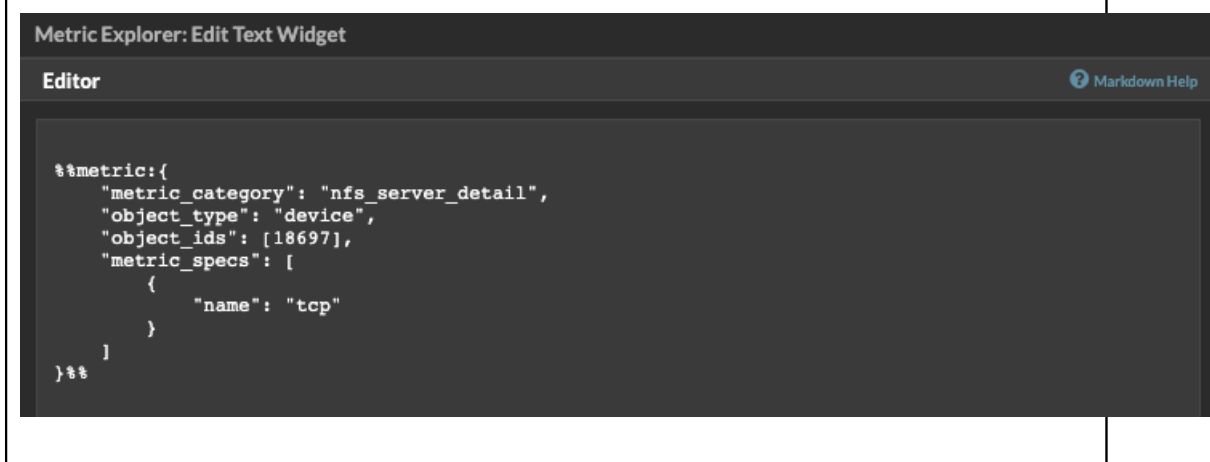 Metric Explorer: Edit Text Widget
Editor
Markdown Help
%%metric:{
    "metric_category": "nfs_server_detail",
    "object_type": "device",
    "object_ids": [18697],
    "metric_specs": [
        {
            "name": "tcp"
        }
    ]
}%%